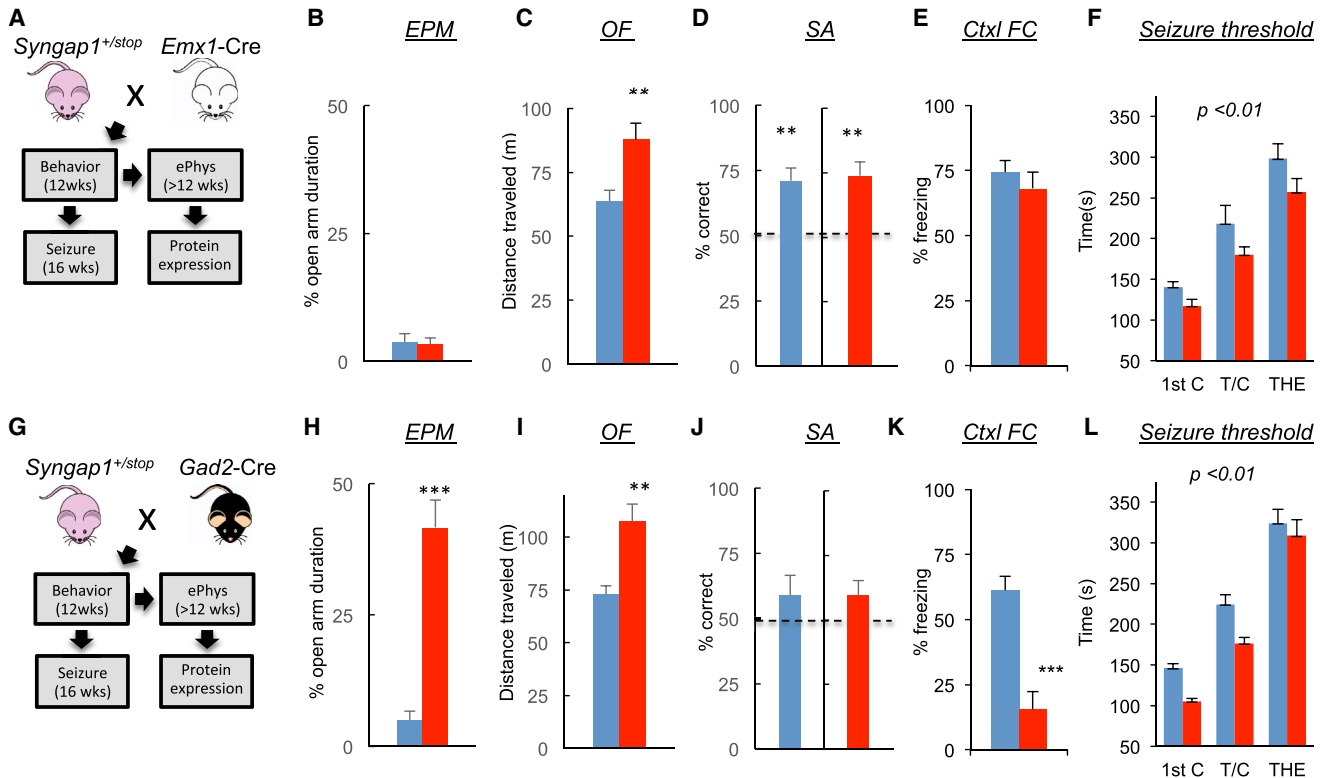 A
Syngap1+/stop Emx1-Cre
X
Behavior
(12wks)
ePhys
(>12 wks)
Seizure
(16 wks)
Protein
expression
B
EPM
% open arm duration
50
25
0
C
OF
**
Distance traveled (m)
100
75
50
25
0
D
SA
** **
% correct
100
75
50
25
0
E
Ctxl FC
% freezing
100
75
50
25
0
F
Seizure threshold
p <0.01
Time(s)
350
300
250
200
150
100
50
1st C T/C THE
G
Syngap1+/stop Gad2-Cre
X
Behavior
(12wks)
ePhys
(>12 wks)
Seizure
(16 wks)
Protein
expression
H
EPM
***
% open arm duration
50
25
0
I
OF
**
Distance traveled (m)
100
75
50
25
0
J
SA
% correct
100
75
50
25
0
K
Ctxl FC
***
% freezing
100
75
50
25
0
L
Seizure threshold
p <0.01
Time (s)
350
300
250
200
150
100
50
1st C T/C THE